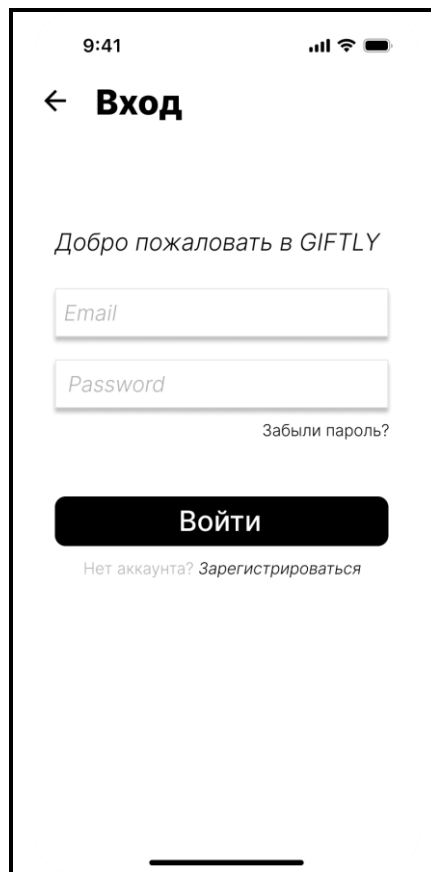 9:41
Вход
Добро пожаловать в GIFTLY
Email
Password
Забыли пароль?
Войти
Нет аккаунта? Зарегистрироваться